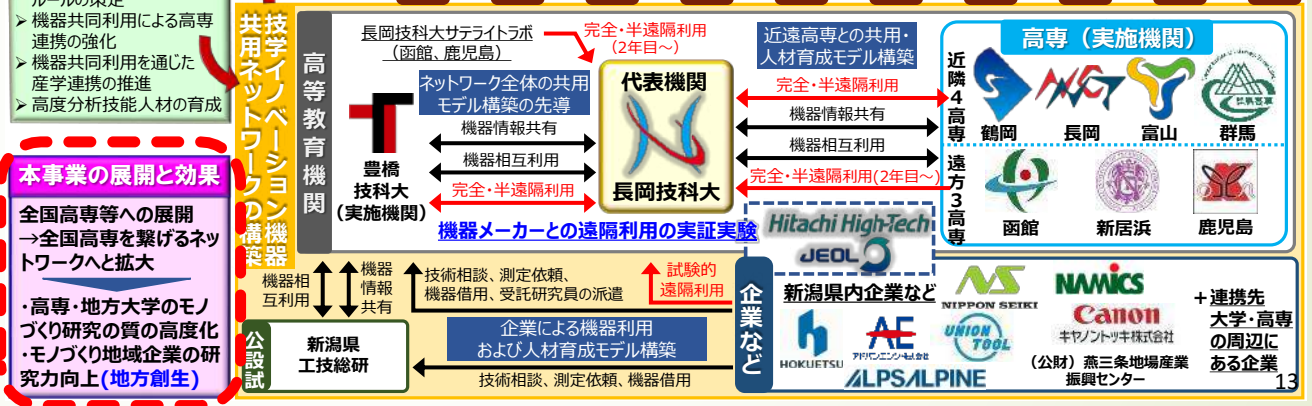 ルールの策定
➢ 機器共同利用による高専
連携の強化
➢ 機器共同利用を通じた
産学連携の推進
➢ 高度分析技能人材の育成
本事業の展開と効果
全国高専等への展開
→全国高専を繋げるネッ
トワークへと拡大
・高専・地方大学のモノ
づくり研究の質の高度化
・モノづくり地域企業の研
究力向上(地方創生)
技学イノベーション機器
共用ネットワークの構築
高等教育機関
長岡技科大サテライトラボ
（函館、鹿児島）
完全・半遠隔利用
(2年目～)
ネットワーク全体の共用
モデル構築の先導
豊橋
技科大
(実施機関)
機器情報共有
機器相互利用
完全・半遠隔利用
代表機関
長岡技科大
近遠高専との共用・
人材育成モデル構築
完全・半遠隔利用
機器情報共有
機器相互利用
完全・半遠隔利用(2年目～)
高専（実施機関）
近隣4高専
鶴岡
長岡
富山
群馬
群馬高専
遠方3高専
函館
新居浜
鹿児島
機器メーカーとの遠隔利用の実証実験
Hitachi High-Tech
JEOL
機器相
互利用
機器
情報
共有
技術相談、測定依頼、
機器借用、受託研究員の派遣
試験的
遠隔利用
公設試
新潟県
工技総研
企業による機器利用
および人材育成モデル構築
技術相談、測定依頼、機器借用
企業など
新潟県内企業など
NS
NIPPON SEIKI
NAMICS
HOKUETSU
AE
アドバンエンジ株式会社
UNION
TOOL
Canon
キヤノントッキ株式会社
ALPSALPINE
（公財）燕三条地場産業
振興センター
＋連携先
大学・高専
の周辺に
ある企業
13